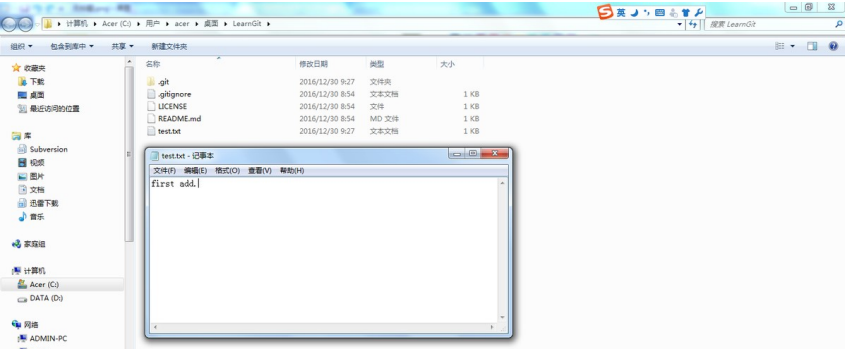 英
计算机 ▸ Acer (C:) ▸ 用户 ▸ acer ▸ 桌面 ▸ LearnGit ▸
搜索 LearnGit
组织 包含到库中 共享 新建文件夹
名称 修改日期 类型 大小
收藏夹
下载
桌面
最近访问的位置
库
Subversion
视频
图片
文档
迅雷下载
音乐
家庭组
计算机
Acer (C:)
DATA (D:)
网络
ADMIN-PC
.git 2016/12/30 9:27 文件夹
.gitignore 2016/12/30 8:54 文本文档 1 KB
LICENSE 2016/12/30 8:54 文件 1 KB
README.md 2016/12/30 8:54 MD 文件 1 KB
test.txt 2016/12/30 9:27 文本文档 1 KB
test.txt - 记事本
文件(F) 编辑(E) 格式(O) 查看(V) 帮助(H)
first add.